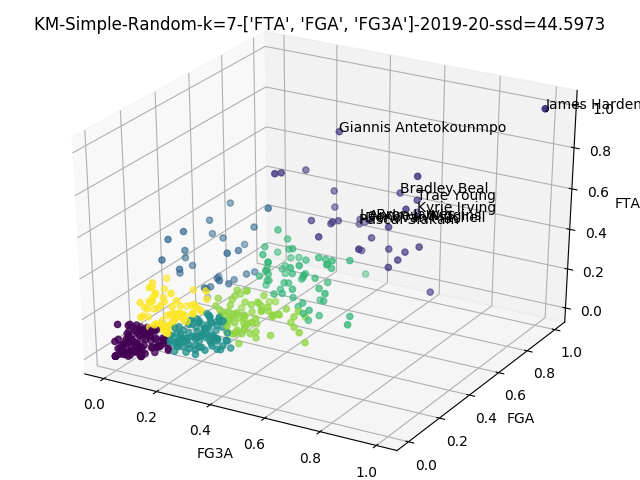 KM-Simple-Random-k=7-['FTA', 'FGA', 'FG3A']-2019-20-ssd=44.5973
James Harden
Giannis Antetokounmpo
Bradley Beal
Trae Young
Kyrie Irving
Pascal Siakam
FTA
1.0
0.8
0.6
0.4
0.2
0.0
FGA
1.0
0.8
0.6
0.4
0.2
0.0
FG3A
0.0
0.2
0.4
0.6
0.8
1.0